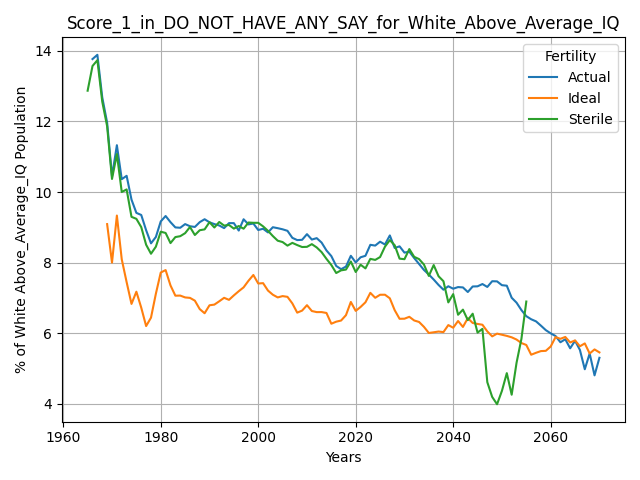 Score_1_in_DO_NOT_HAVE_ANY_SAY_for_White_Above_Average_IQ
% of White Above_Average_IQ Population
14
12
10
8
6
4
Fertility
Actual
Ideal
Sterile
1960 1980 2000 2020 2040 2060
Years